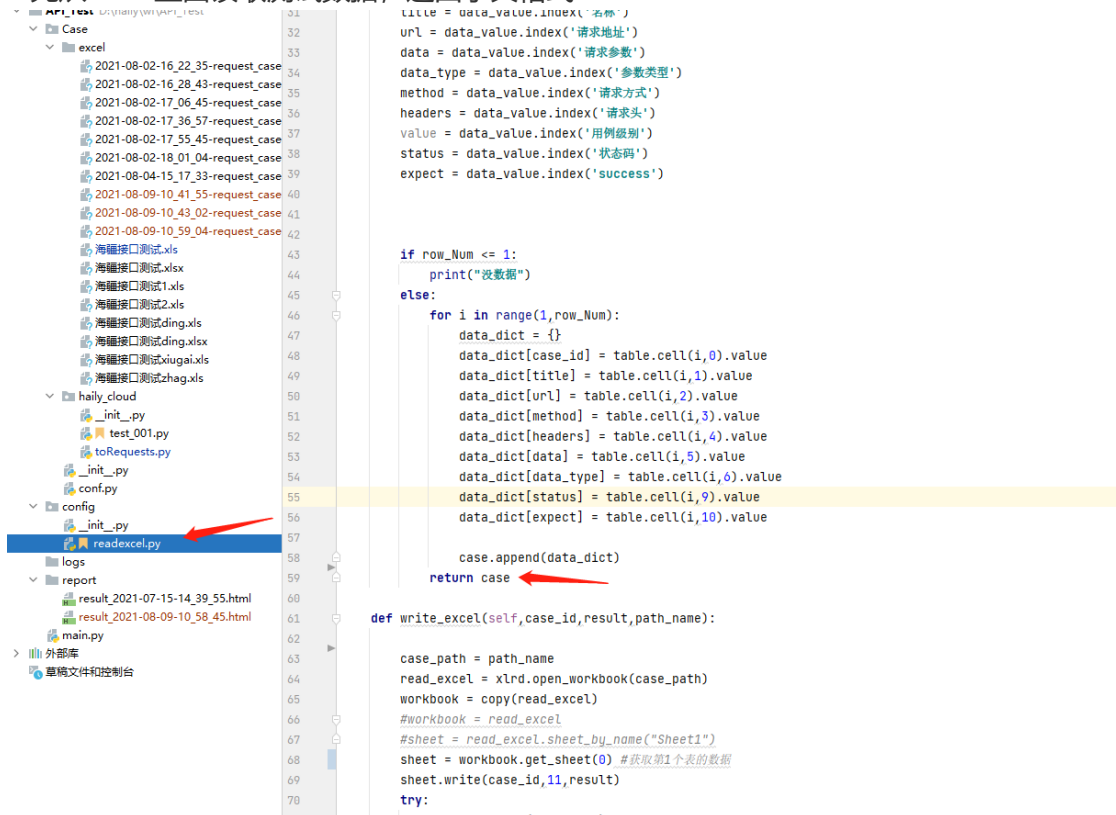 API_Test D:\haily\wr\API_Test
Case
excel
2021-08-02-16_22_35-request_case
2021-08-02-16_28_43-request_case
2021-08-02-17_06_45-request_case
2021-08-02-17_36_57-request_case
2021-08-02-17_55_45-request_case
2021-08-02-18_01_04-request_case
2021-08-04-15_17_33-request_case
2021-08-09-10_41_55-request_case
2021-08-09-10_43_02-request_case
2021-08-09-10_59_04-request_case
海疆接口测试.xls
海疆接口测试.xlsx
海疆接口测试1.xls
海疆接口测试2.xls
海疆接口测试ding.xls
海疆接口测试ding.xlsx
海疆接口测试xiugai.xls
海疆接口测试zhag.xls
haily_cloud
__init__.py
test_001.py
toRequests.py
__init__.py
conf.py
config
__init__.py
readexcel.py
logs
report
result_2021-07-15-14_39_55.html
result_2021-08-09-10_58_45.html
main.py
外部库
草稿文件和控制台
31 title = data_value.index('名称')
32 url = data_value.index('请求地址')
33 data = data_value.index('请求参数')
34 data_type = data_value.index('参数类型')
35 method = data_value.index('请求方式')
36 headers = data_value.index('请求头')
37 value = data_value.index('用例级别')
38 status = data_value.index('状态码')
39 expect = data_value.index('success')
40
41
42
43 if row_Num <= 1:
44 print("没数据")
45 else:
46 for i in range(1,row_Num):
47 data_dict = {}
48 data_dict[case_id] = table.cell(i,0).value
49 data_dict[title] = table.cell(i,1).value
50 data_dict[url] = table.cell(i,2).value
51 data_dict[method] = table.cell(i,3).value
52 data_dict[headers] = table.cell(i,4).value
53 data_dict[data] = table.cell(i,5).value
54 data_dict[data_type] = table.cell(i,6).value
55 data_dict[status] = table.cell(i,9).value
56 data_dict[expect] = table.cell(i,10).value
57
58 case.append(data_dict)
59 return case
60
61 def write_excel(self,case_id,result,path_name):
62
63 case_path = path_name
64 read_excel = xlrd.open_workbook(case_path)
65 workbook = copy(read_excel)
66 #workbook = read_excel
67 #sheet = read_excel.sheet_by_name("Sheet1")
68 sheet = workbook.get_sheet(0) #获取第1个表的数据
69 sheet.write(case_id,11,result)
70 try: